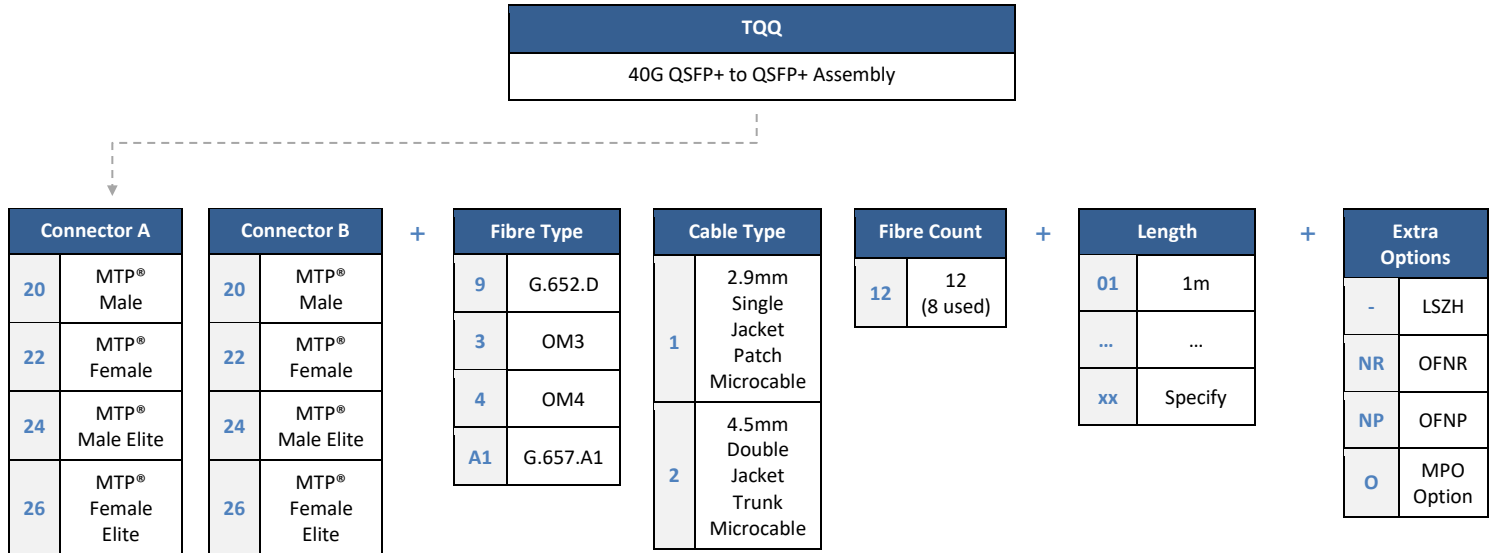 TQQ
40G QSFP+ to QSFP+ Assembly
Connector A
20
MTP®
Male
22
MTP®
Female
24
MTP®
Male Elite
26
MTP®
Female
Elite
Connector B
20
MTP®
Male
22
MTP®
Female
24
MTP®
Male Elite
26
MTP®
Female
Elite
+
Fibre Type
9
G.652.D
3
OM3
4
OM4
A1
G.657.A1
Cable Type
1
2.9mm
Single
Jacket
Patch
Microcable
2
4.5mm
Double
Jacket
Trunk
Microcable
Fibre Count
12
12
(8 used)
+
Length
01
1m
...
...
xx
Specify
+
Extra
Options
-
LSZH
NR
OFNR
NP
OFNP
O
MPO
Option